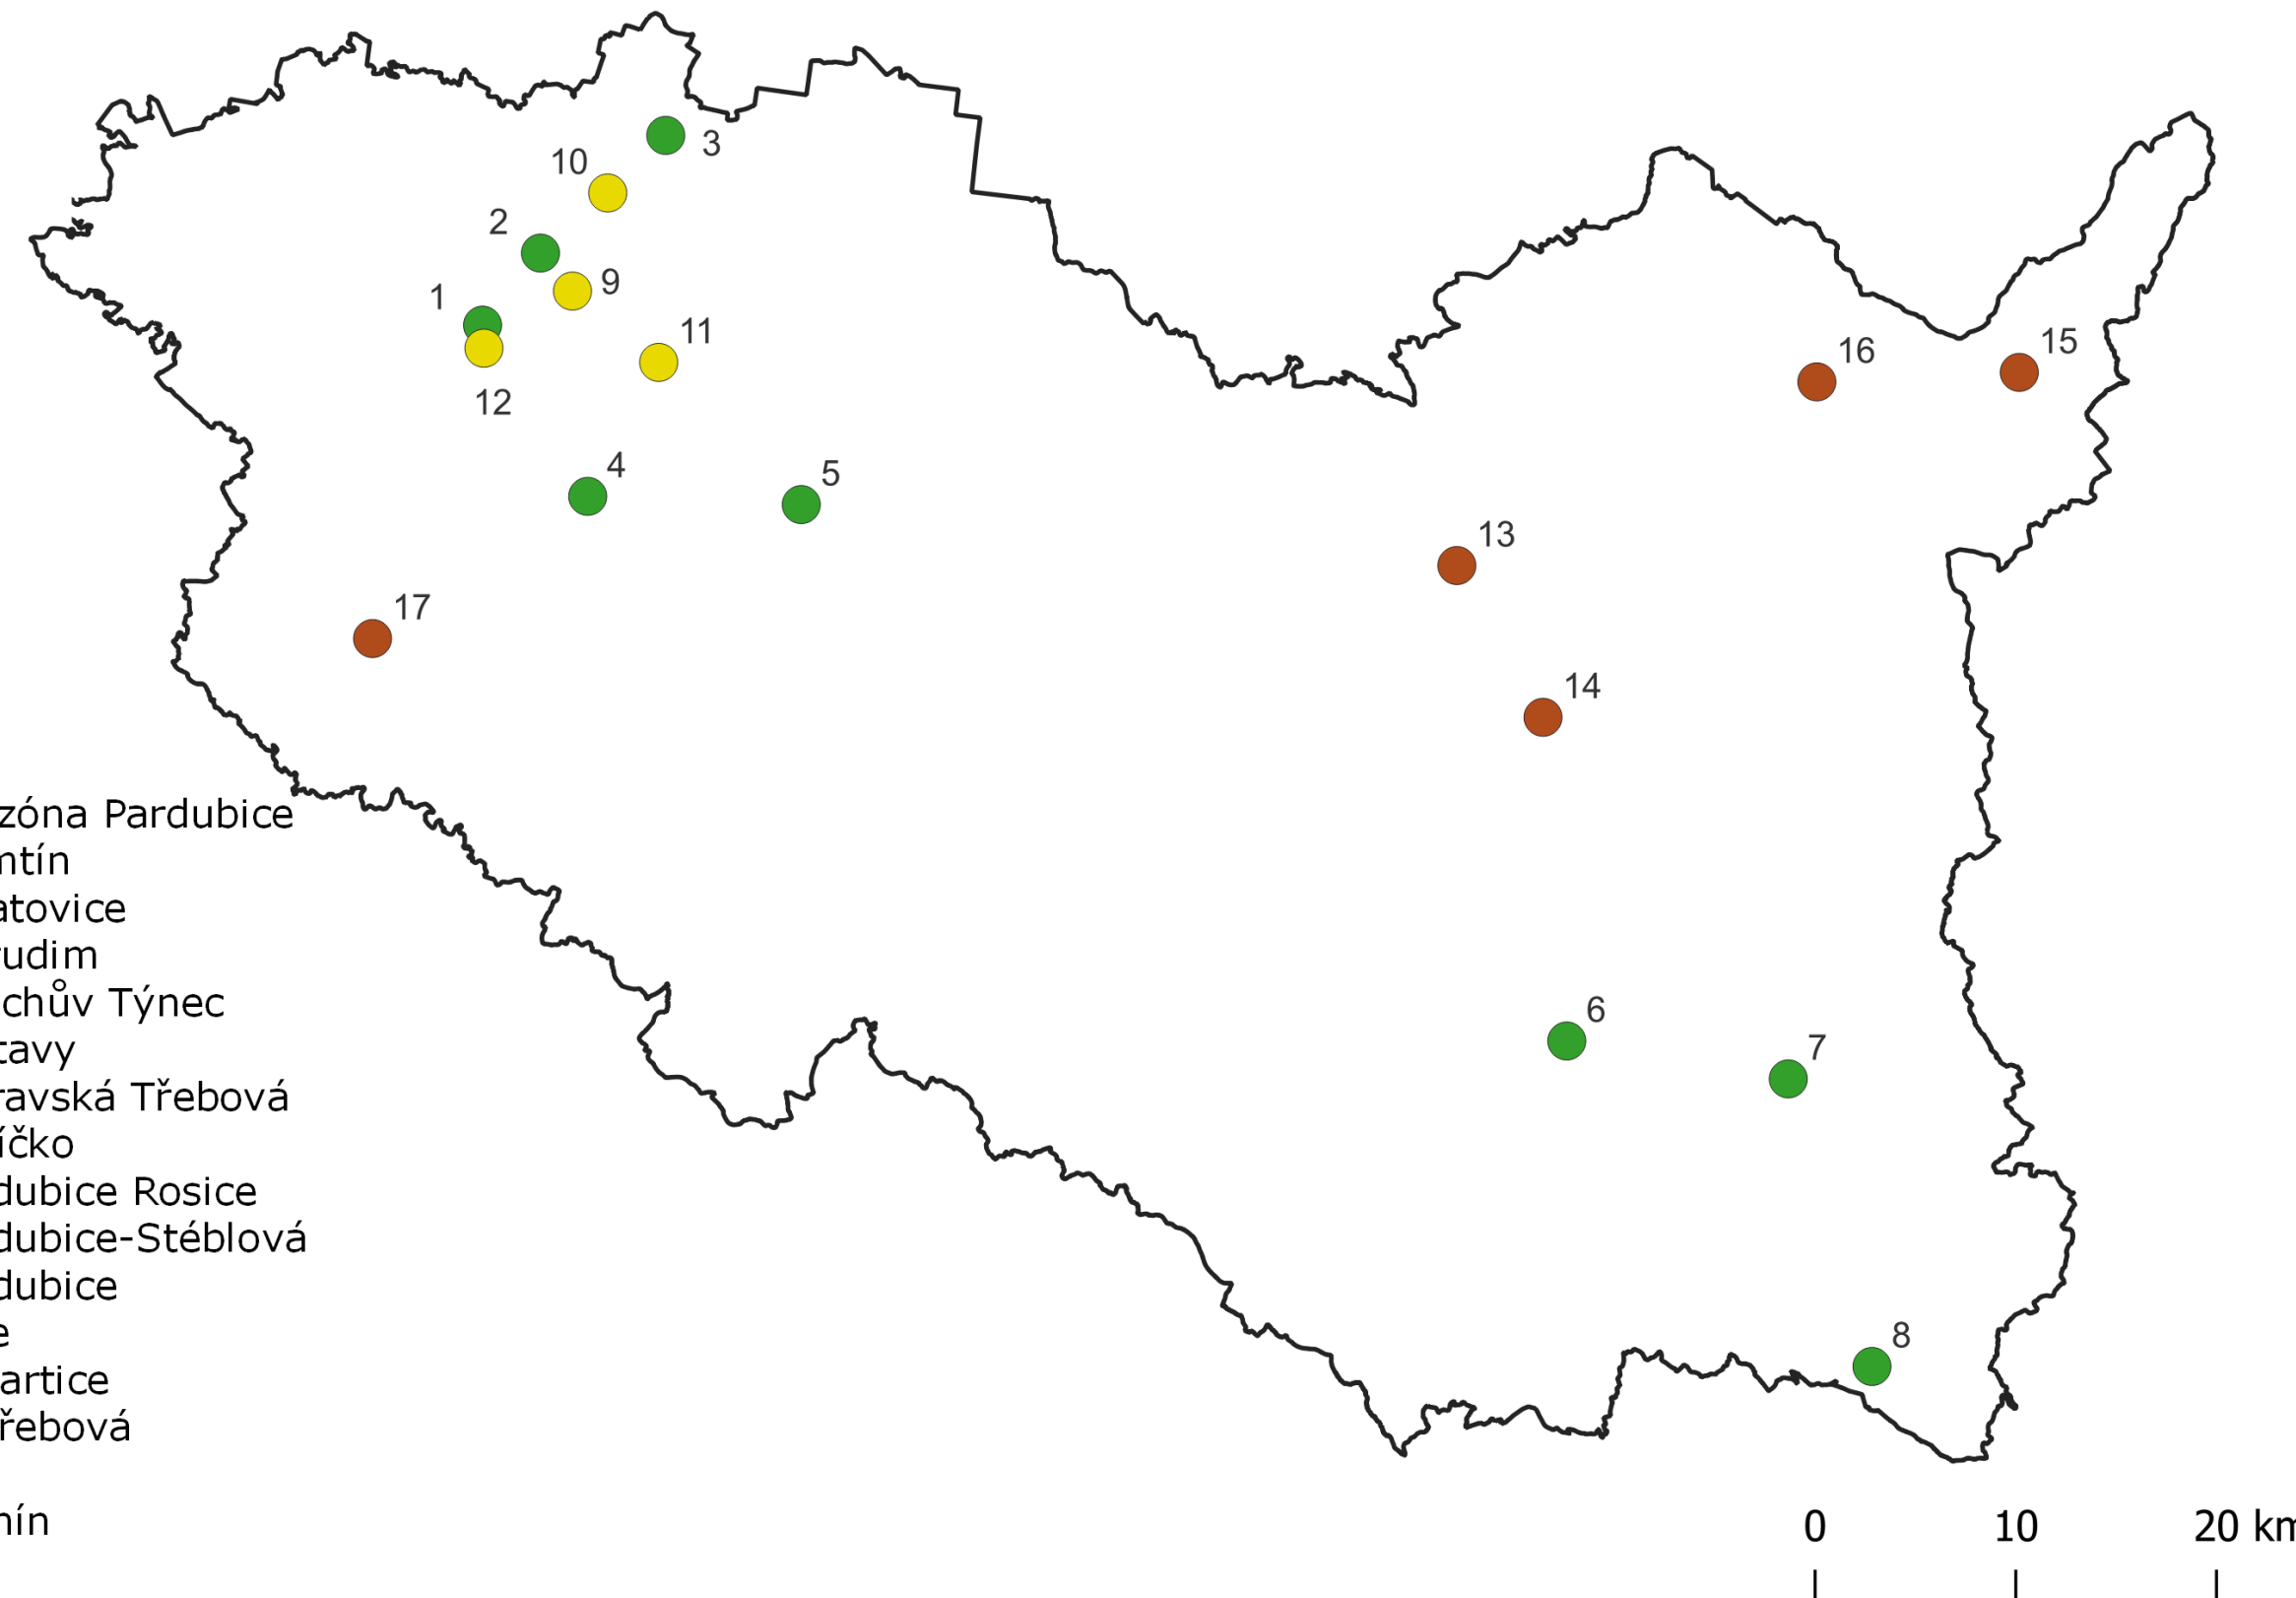 3
10
2
9
1
11
16
15
12
4
5
13
17
14
zóna Pardubice
ntín
atovice
udim
chův Týnec
6
tavy
7
ravská Třebová
íčko
dubice Rosice
dubice-Stéblová
dubice
8
e
artice
řebová
nín
0 10 20 km